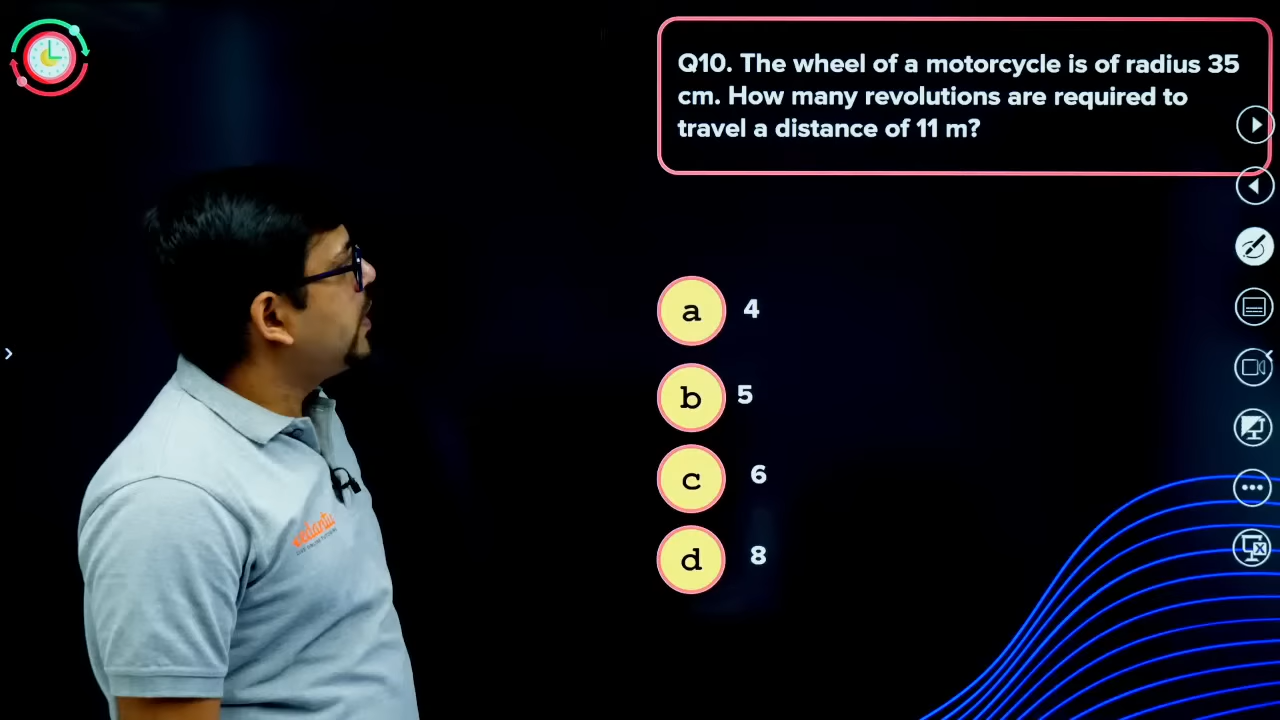 Q10. The wheel of a motorcycle is of radius 35
cm. How many revolutions are required to
travel a distance of 11 m?
a 4
b 5
c 6
d 8
vedantu